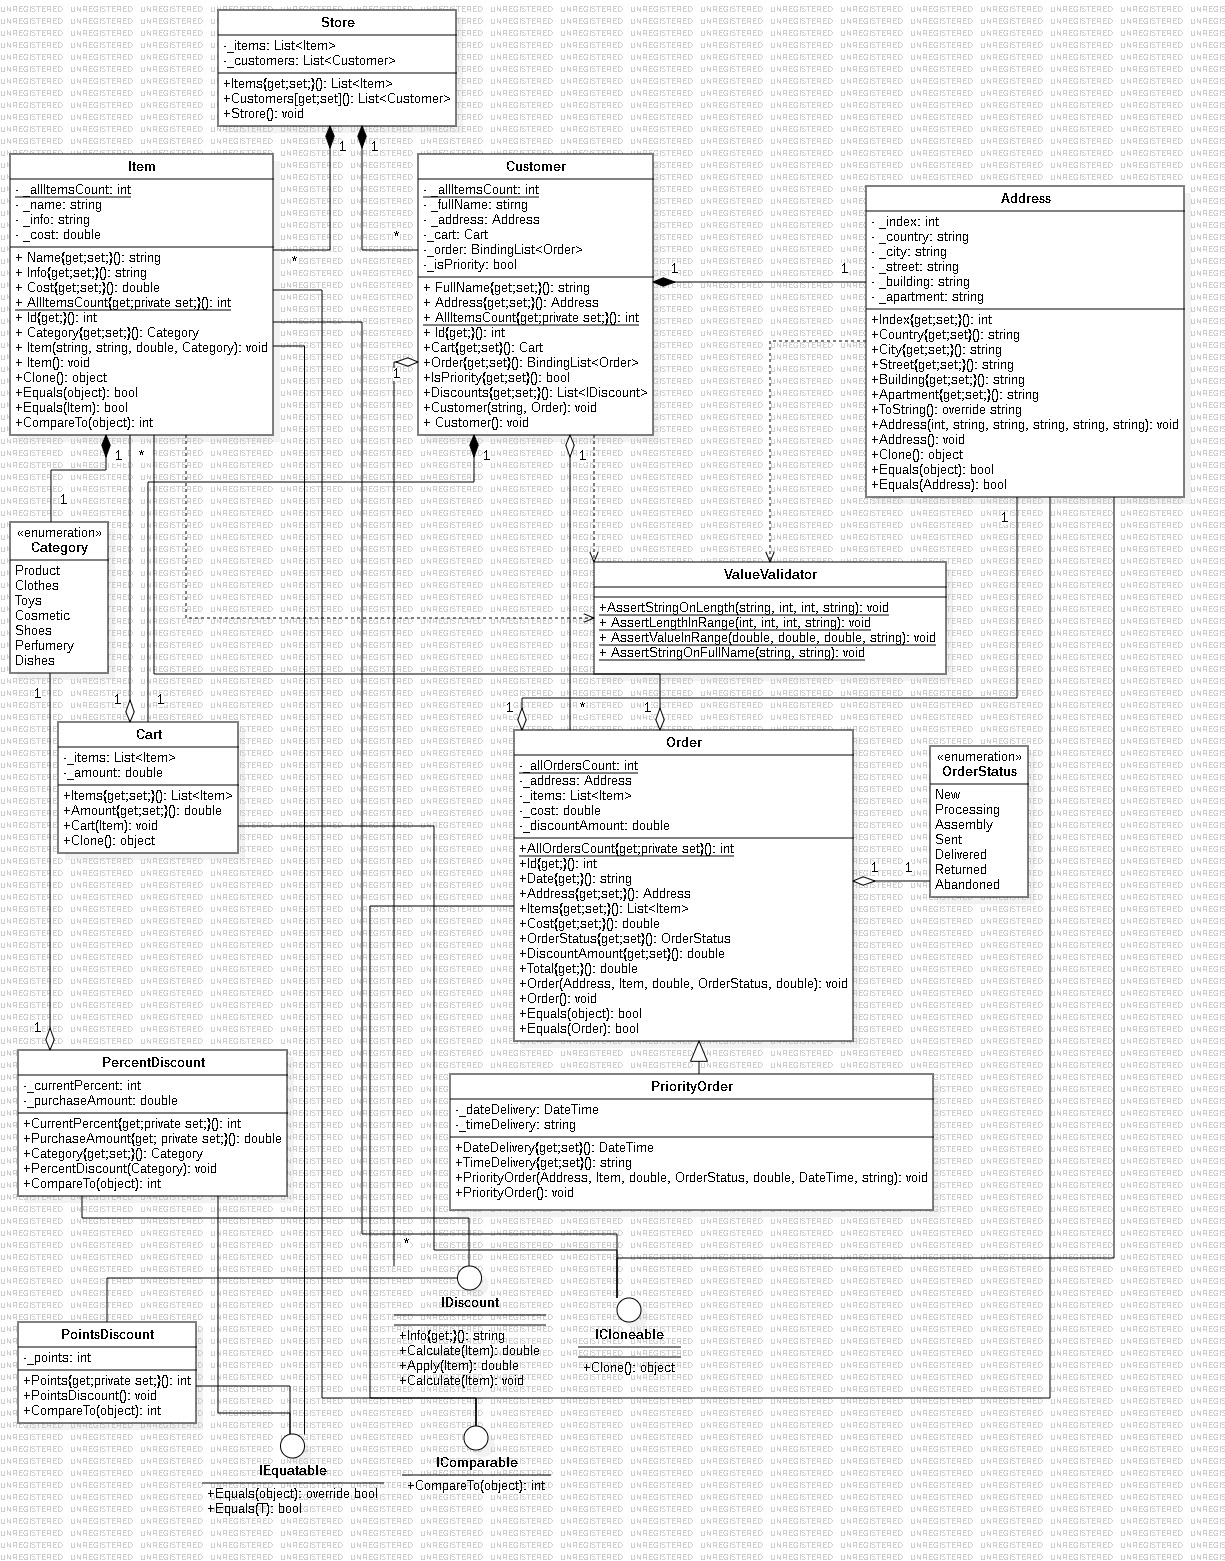 Store
-_items: List<Item>
-_customers: List<Customer>
+Items{get;set;}(): List<Item>
+Customers[get;set](): List<Customer>
+Strore(): void
1
1
*
*
Item
- _allItemsCount: int
- _name: string
- _info: string
- _cost: double
+ Name{get;set;}(): string
+ Info{get;set;}(): string
+ Cost{get;set;}(): double
+ AllItemsCount{get;private set;}(): int
+ Id{get;}(): int
+ Category{get;set;}(): Category
+ Item(string, string, double, Category): void
+ Item(): void
+Clone(): object
+Equals(object): bool
+Equals(Item): bool
+CompareTo(object): int
Customer
- _allItemsCount: int
- _fullName: stirng
- _address: Address
-_cart: Cart
-_order: BindingList<Order>
-_isPriority: bool
+ FullName{get;set;}(): string
+ Address{get;set;}(): Address
+ AllItemsCount{get;private set;}(): int
+ Id{get;}(): int
+Cart{get;set}(): Cart
+Order{get;set}(): BindingList<Order>
+IsPriority{get;set}(): bool
+Discounts{get;set;}(): List<IDiscount>
+Customer(string, Order): void
+ Customer(): void
1
1
1
Address
- _index: int
- _country: string
- _city: string
- _street: string
- _building: string
- _apartment: string
+Index{get;set;}(): int
+Country{get;set;}(): string
+City{get;set;}(): string
+Street{get;set;}(): string
+Building{get;set;}(): string
+Apartment{get;set;}(): string
+ToString(): override string
+Address(int, string, string, string, string, string): void
+Address(): void
+Clone(): object
+Equals(object): bool
+Equals(Address): bool
1
*
1
1
1
1
«enumeration»
Category
Product
Clothes
Toys
Cosmetic
Shoes
Perfumery
Dishes
ValueValidator
+AssertStringOnLength(string, int, int, string): void
+ AssertLengthInRange(int, int, int, string): void
+ AssertValueInRange(double, double, double, string): void
+ AssertStringOnFullName(string, string): void
1
1
1
1
*
1
Cart
-_items: List<Item>
-_amount: double
+Items{get;set;}(): List<Item>
+Amount{get;set;}(): double
+Cart(Item): void
+Clone(): object
Order
-_allOrdersCount: int
-_address: Address
-_items: List<Item>
-_cost: double
-_discountAmount: double
+AllOrdersCount{get;private set}(): int
+Id{get;}(): int
+Date{get;}(): string
+Address{get;set;}(): Address
+Items{get;set;}(): List<Item>
+Cost{get;set;}(): double
+OrderStatus{get;set}(): OrderStatus
+DiscountAmount{get;set}(): double
+Total{get;}(): double
+Order(Address, Item, double, OrderStatus, double): void
+Order(): void
+Equals(object): bool
+Equals(Order): bool
1
1
«enumeration»
OrderStatus
New
Processing
Assembly
Sent
Delivered
Returned
Abandoned
1
PercentDiscount
-_currentPercent: int
-_purchaseAmount: double
+CurrentPercent{get;private set;}(): int
+PurchaseAmount{get; private set;}(): double
+Category{get;set;}(): Category
+PercentDiscount(Category): void
+CompareTo(object): int
PriorityOrder
-_dateDelivery: DateTime
-_timeDelivery: string
+DateDelivery{get;set}(): DateTime
+TimeDelivery{get;set}(): string
+PriorityOrder(Address, Item, double, OrderStatus, double, DateTime, string): void
+PriorityOrder(): void
*
IDiscount
+Info{get;}(): string
+Calculate(Item): double
+Apply(Item): double
+Calculate(Item): void
ICloneable
+Clone(): object
PointsDiscount
-_points: int
+Points{get;private set;}(): int
+PointsDiscount(): void
+CompareTo(object): int
IEquatable
+Equals(object): override bool
+Equals(T): bool
IComparable
+CompareTo(object): int